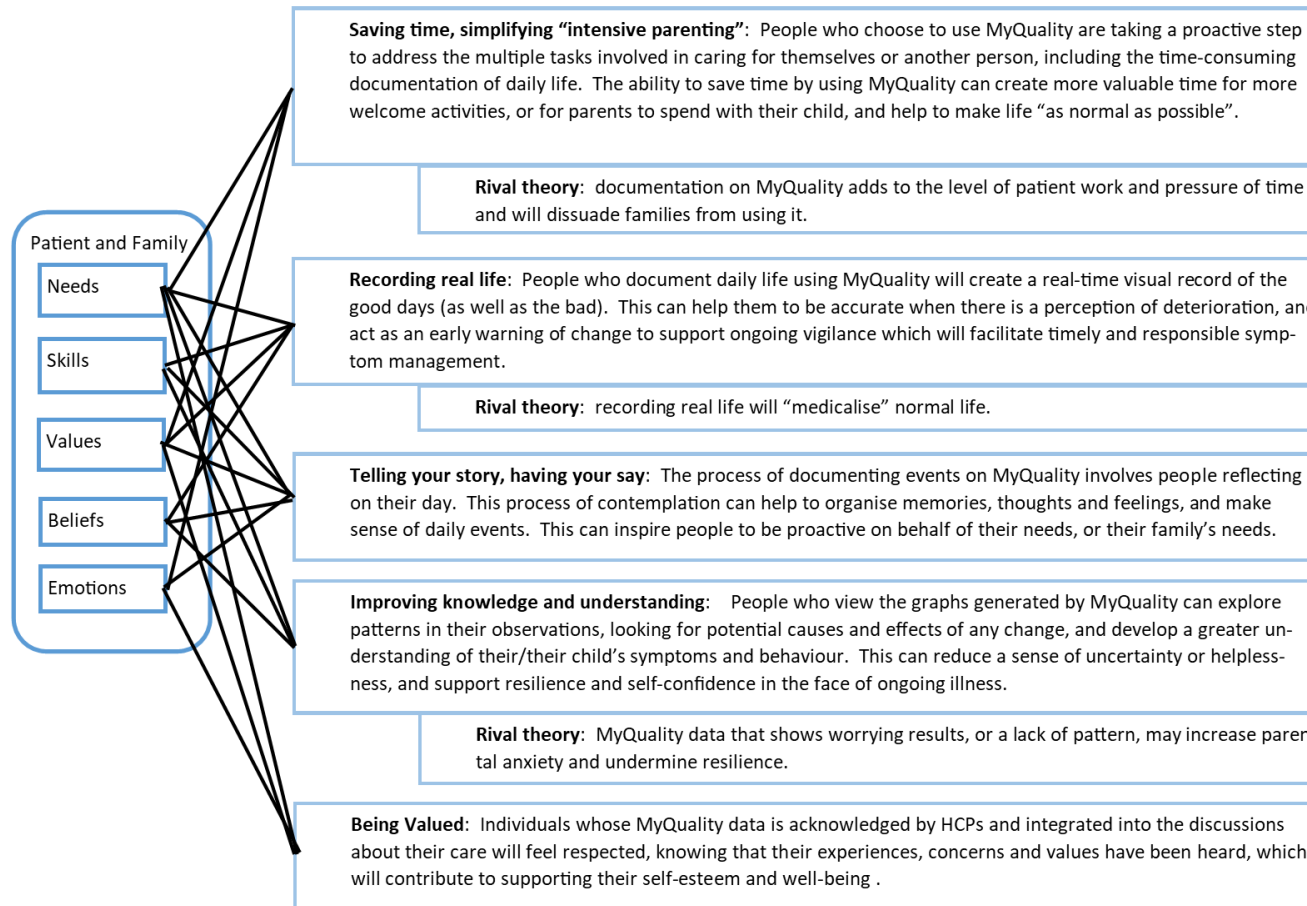 Saving time, simplifying “intensive parenting”: People who choose to use MyQuality are taking a proactive step
to address the multiple tasks involved in caring for themselves or another person, including the time-consuming
documentation of daily life. The ability to save time by using MyQuality can create more valuable time for more
welcome activities, or for parents to spend with their child, and help to make life “as normal as possible”.
Rival theory: documentation on MyQuality adds to the level of patient work and pressure of time
and will dissuade families from using it.
Patient and Family
Needs
Skills
Values
Beliefs
Emotions
Recording real life: People who document daily life using MyQuality will create a real-time visual record of the
good days (as well as the bad). This can help them to be accurate when there is a perception of deterioration, and
act as an early warning of change to support ongoing vigilance which will facilitate timely and responsible symp-
tom management.
Rival theory: recording real life will “medicalise” normal life.
Telling your story, having your say: The process of documenting events on MyQuality involves people reflecting
on their day. This process of contemplation can help to organise memories, thoughts and feelings, and make
sense of daily events. This can inspire people to be proactive on behalf of their needs, or their family’s needs.
Improving knowledge and understanding: People who view the graphs generated by MyQuality can explore
patterns in their observations, looking for potential causes and effects of any change, and develop a greater un-
derstanding of their/their child’s symptoms and behaviour. This can reduce a sense of uncertainty or helpless-
ness, and support resilience and self-confidence in the face of ongoing illness.
Rival theory: MyQuality data that shows worrying results, or a lack of pattern, may increase paren-
tal anxiety and undermine resilience.
Being Valued: Individuals whose MyQuality data is acknowledged by HCPs and integrated into the discussions
about their care will feel respected, knowing that their experiences, concerns and values have been heard, which
will contribute to supporting their self-esteem and well-being .